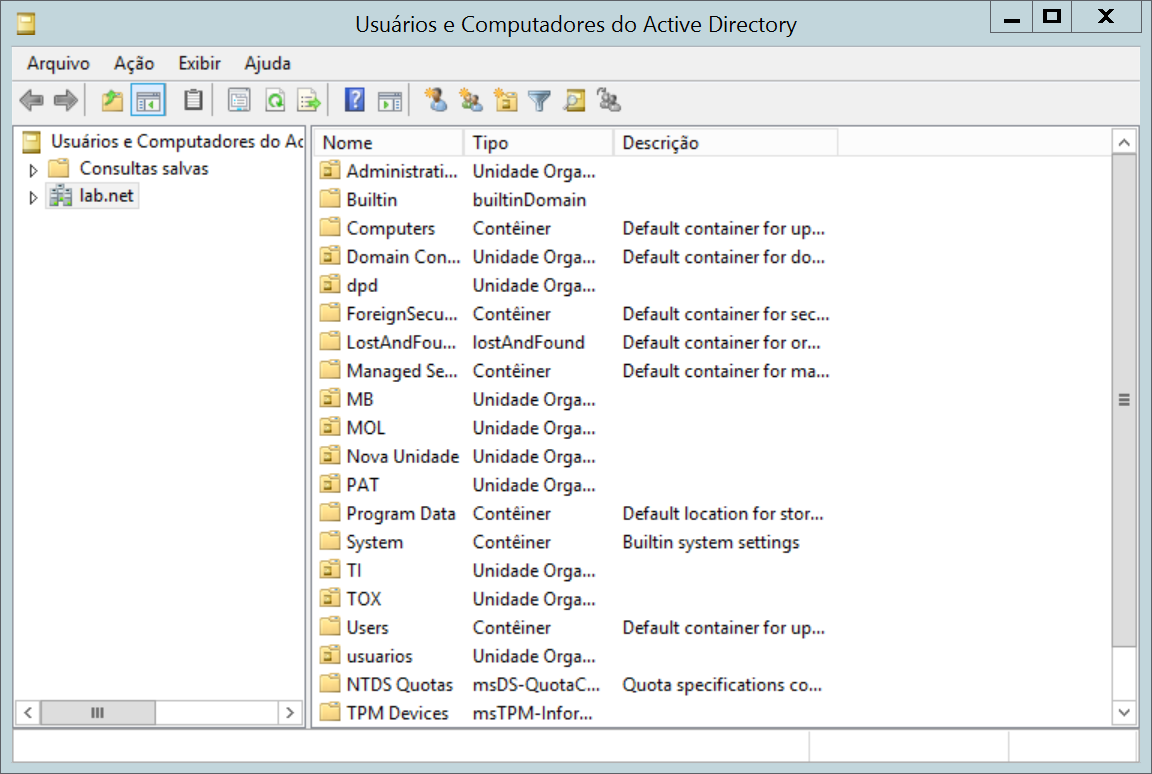 Usuários e Computadores do Active Directory
Arquivo Ação Exibir Ajuda
Usuários e Computadores do Ac
Consultas salvas
lab.net
Nome Tipo Descrição
Administrati... Unidade Orga...
Builtin builtinDomain
Computers Contêiner Default container for up...
Domain Con... Unidade Orga... Default container for do...
dpd Unidade Orga...
ForeignSecu... Contêiner Default container for sec...
LostAndFou... lostAndFound Default container for or...
Managed Se... Contêiner Default container for ma...
MB Unidade Orga...
MOL Unidade Orga...
Nova Unidade Unidade Orga...
PAT Unidade Orga...
Program Data Contêiner Default location for stor...
System Contêiner Builtin system settings
TI Unidade Orga...
TOX Unidade Orga...
Users Contêiner Default container for up...
usuarios Unidade Orga...
NTDS Quotas msDS-QuotaC... Quota specifications co...
TPM Devices msTPM-Infor...